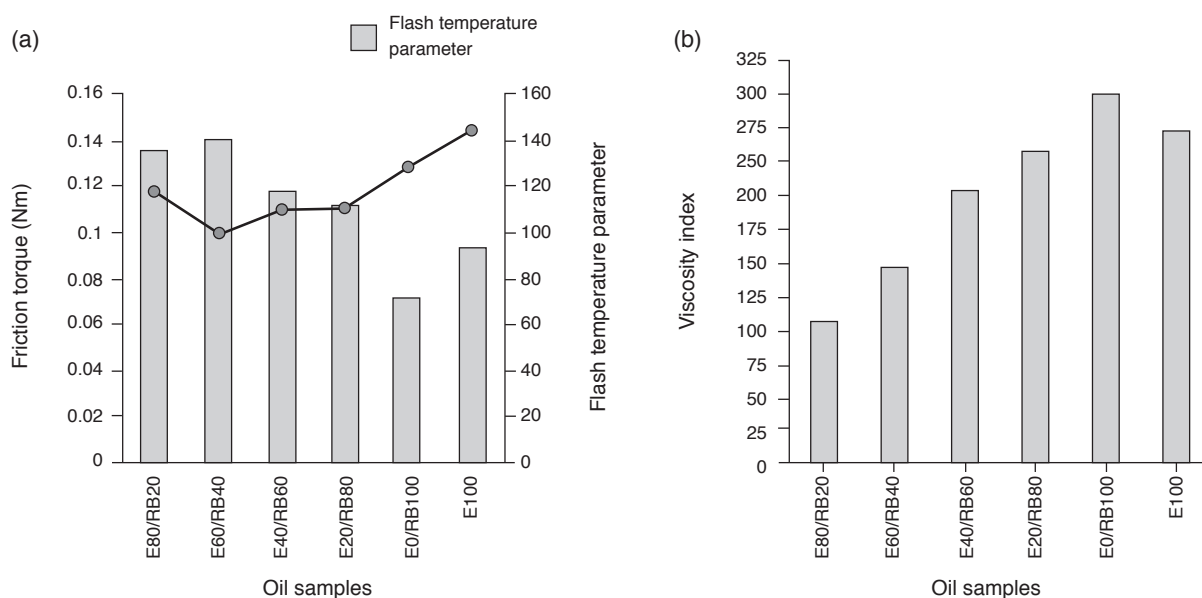 (a)
Flash temperature
parameter
Friction torque (Nm)
0.16
0.14
0.12
0.1
0.08
0.06
0.04
0.02
0
160
140
120
100
80
60
40
20
0
Flash temperature parameter
E80/RB20
E60/RB40
E40/RB60
E20/RB80
E0/RB100
E100
Oil samples
(b)
Viscosity index
325
300
275
250
200
150
125
100
75
50
25
0
E80/RB20
E60/RB40
E40/RB60
E20/RB80
E0/RB100
E100
Oil samples